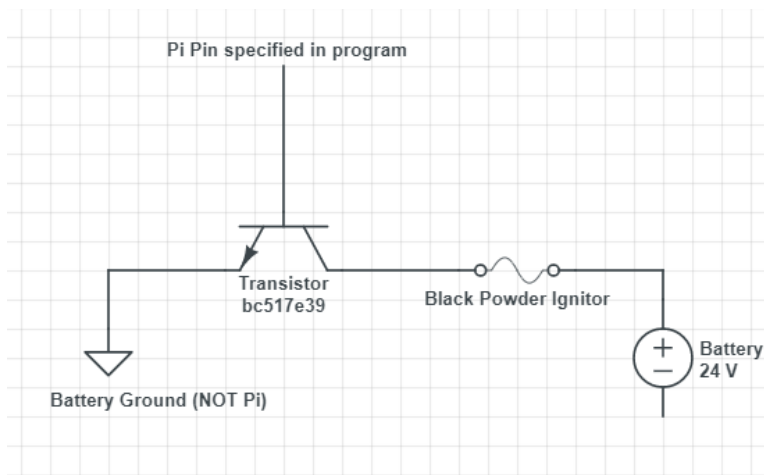 Pi Pin specified in program
Transistor
bc517e39
Black Powder Ignitor
Battery
24 V
Battery Ground (NOT Pi)